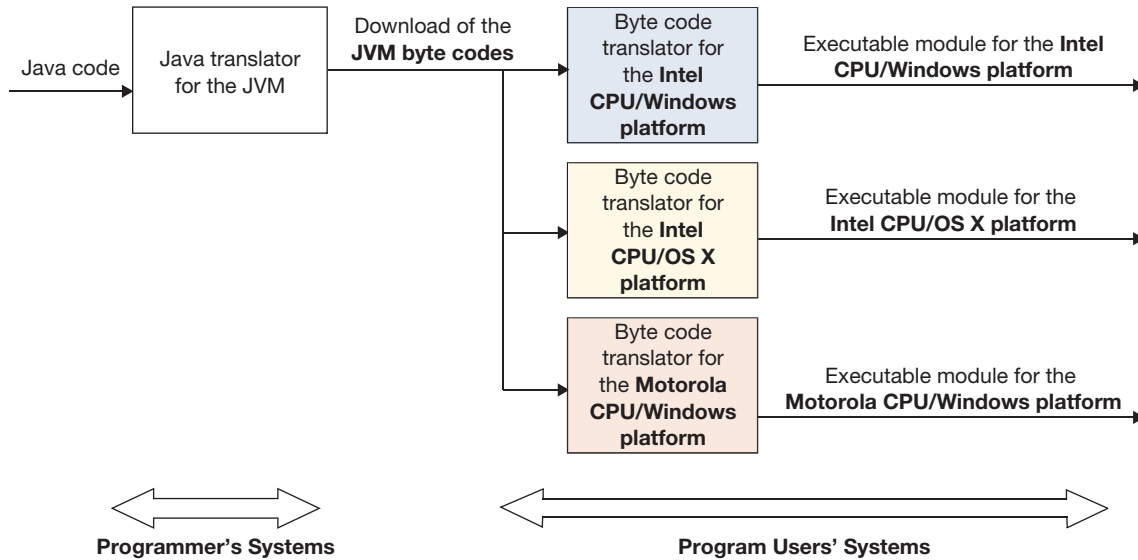 Java code
Java translator
for the JVM
Download of the
JVM byte codes
Byte code
translator for
the Intel
CPU/Windows
platform
Executable module for the Intel
CPU/Windows platform
Byte code
translator for
the Intel
CPU/OS X
platform
Executable module for the
Intel CPU/OS X platform
Byte code
translator for
the Motorola
CPU/Windows
platform
Executable module for the
Motorola CPU/Windows platform
Programmer's Systems
Program Users' Systems